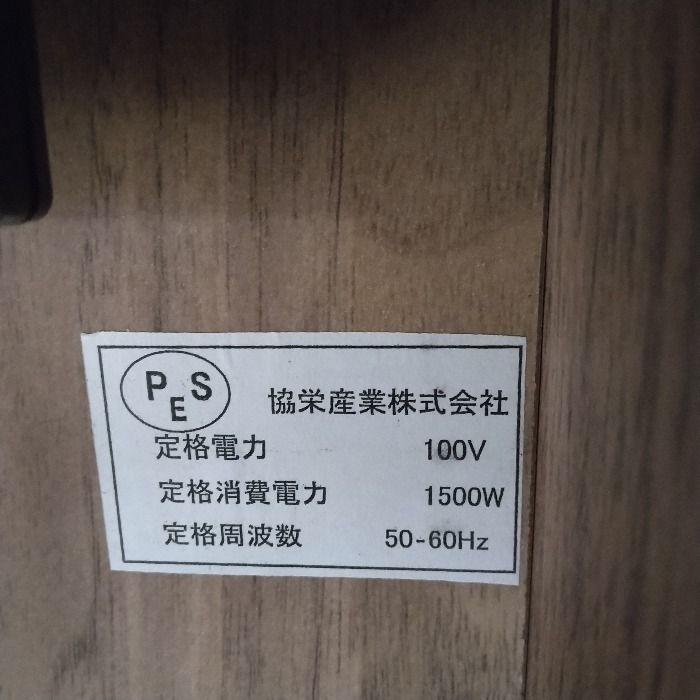 PES
協栄産業株式会社
定格電力 100V
定格消費電力 1500W
定格周波数 50-60Hz